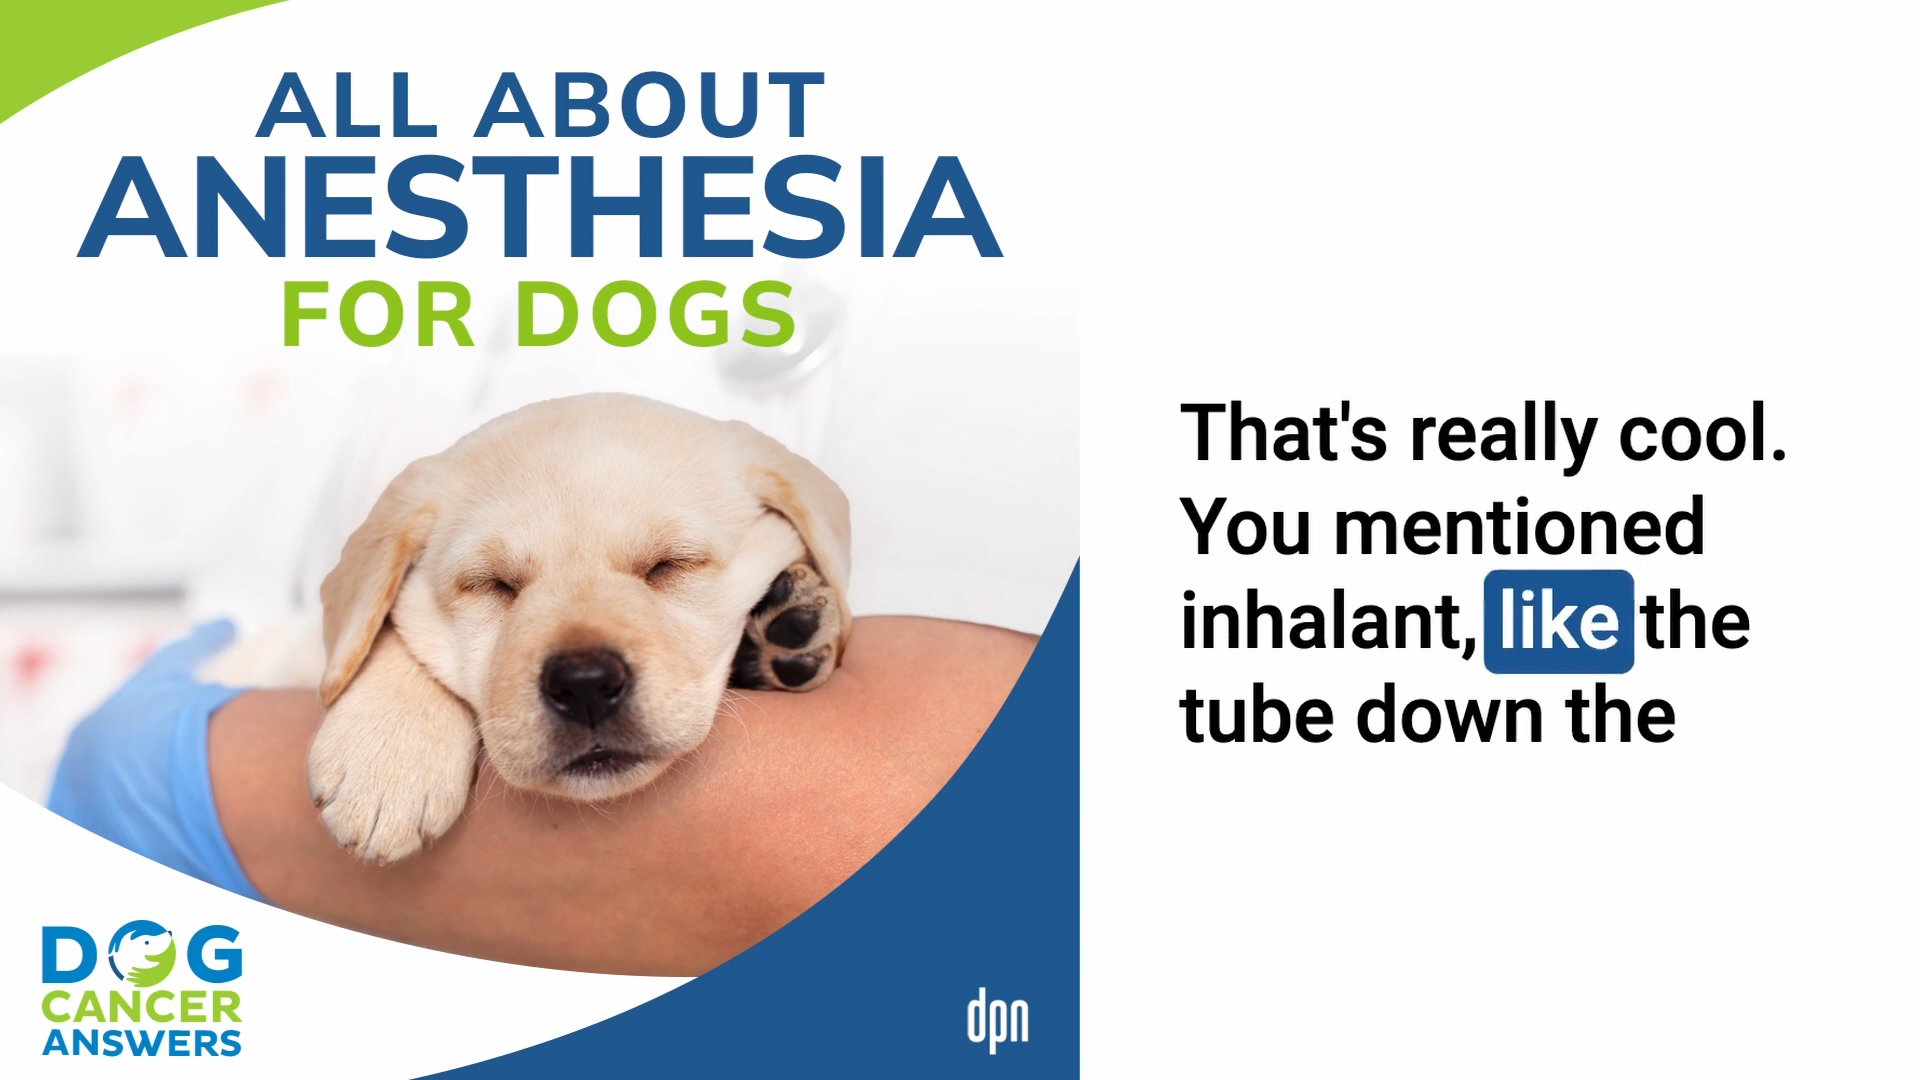 ALL ABOUT
ANESTHESIA
FOR DOGS
That's really cool.
You mentioned
inhalant, like the
tube down the
DOG
CANCER
ANSWERS
dpn